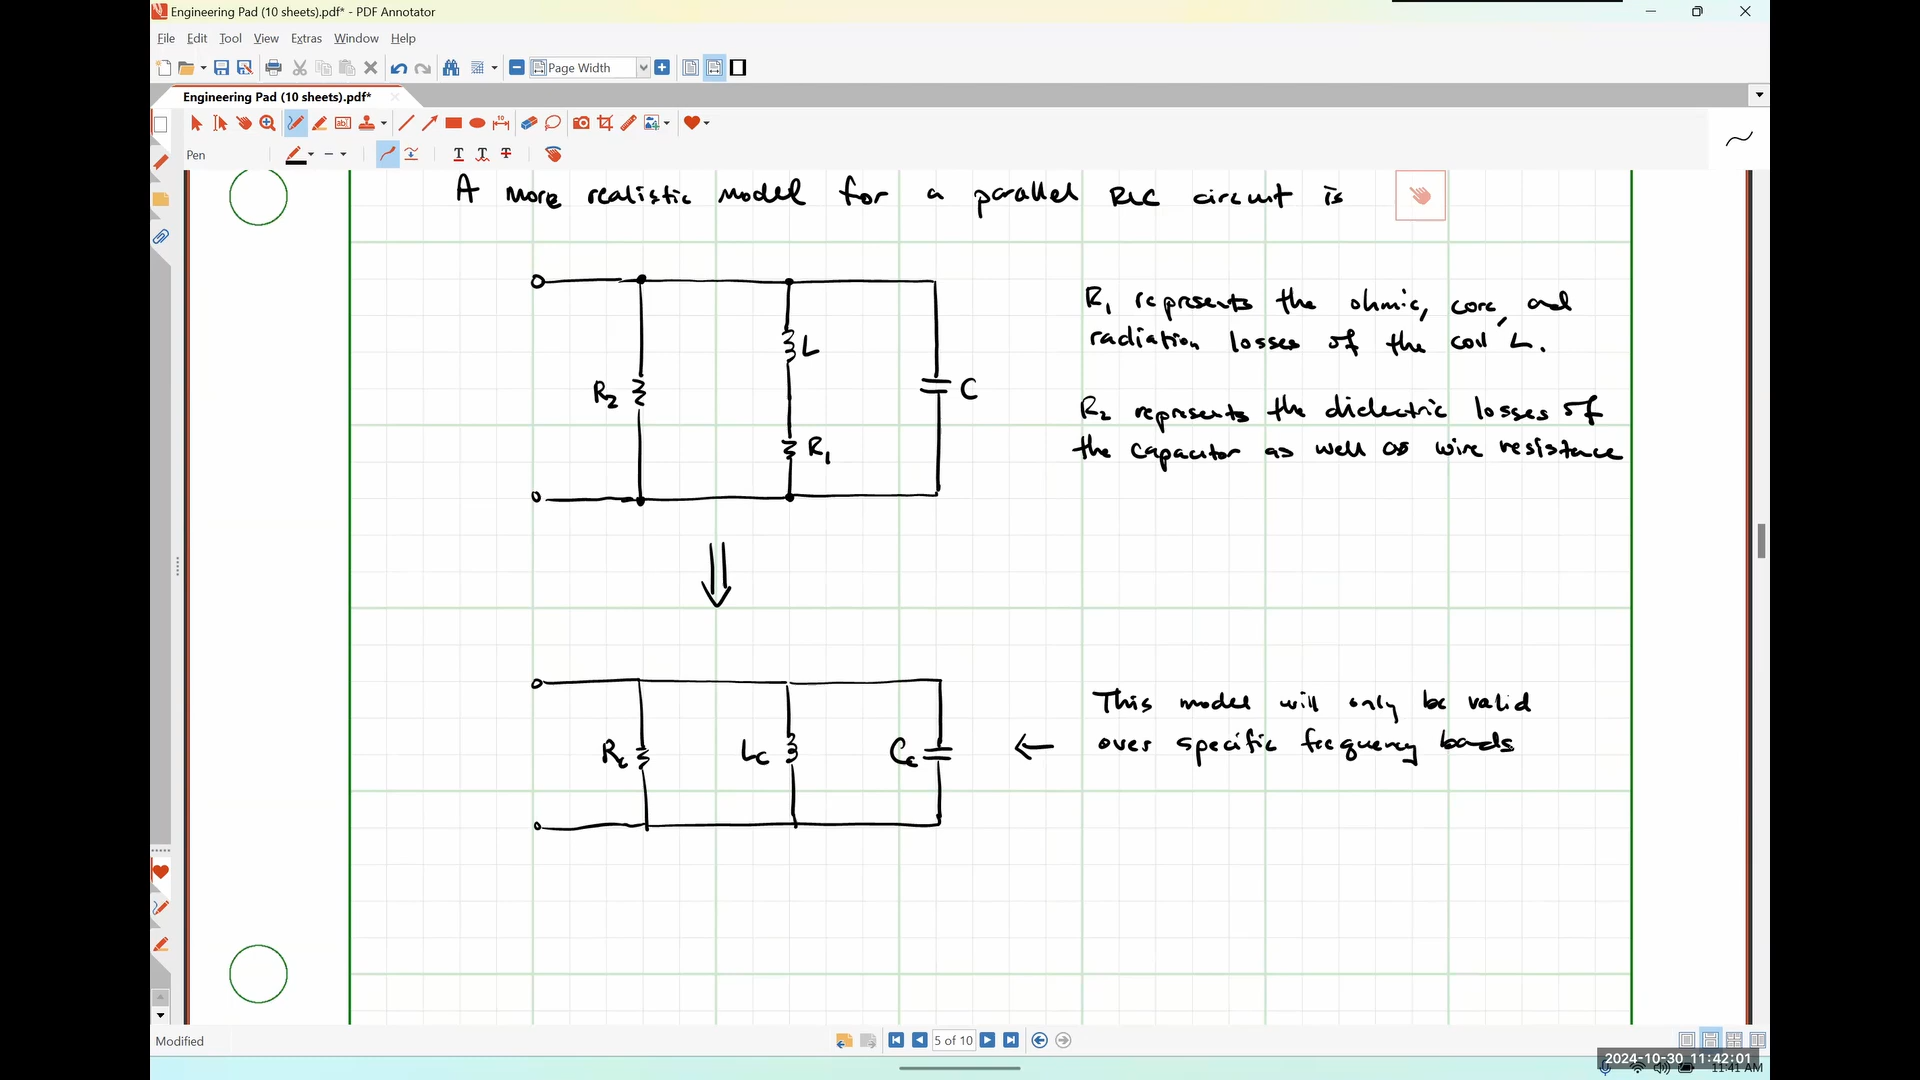 Engineering Pad (10 sheets).pdf* - PDF Annotator
File Edit Tool View Extras Window Help
Page Width
Engineering Pad (10 sheets).pdf*
Pen
A more realistic model for a parallel RLC circuit is
R₁ represents the ohmic, core, and
radiation losses of the coil L.
L
R₂
C
R₂ represents the dielectric losses of
the capacitor as well as wire resistance
R₁
This model will only be valid
over specific frequency bands
Rₑ Lₑ Cₑ
Modified
5 of 10
2024-10-30 11:42:01
11:41 AM